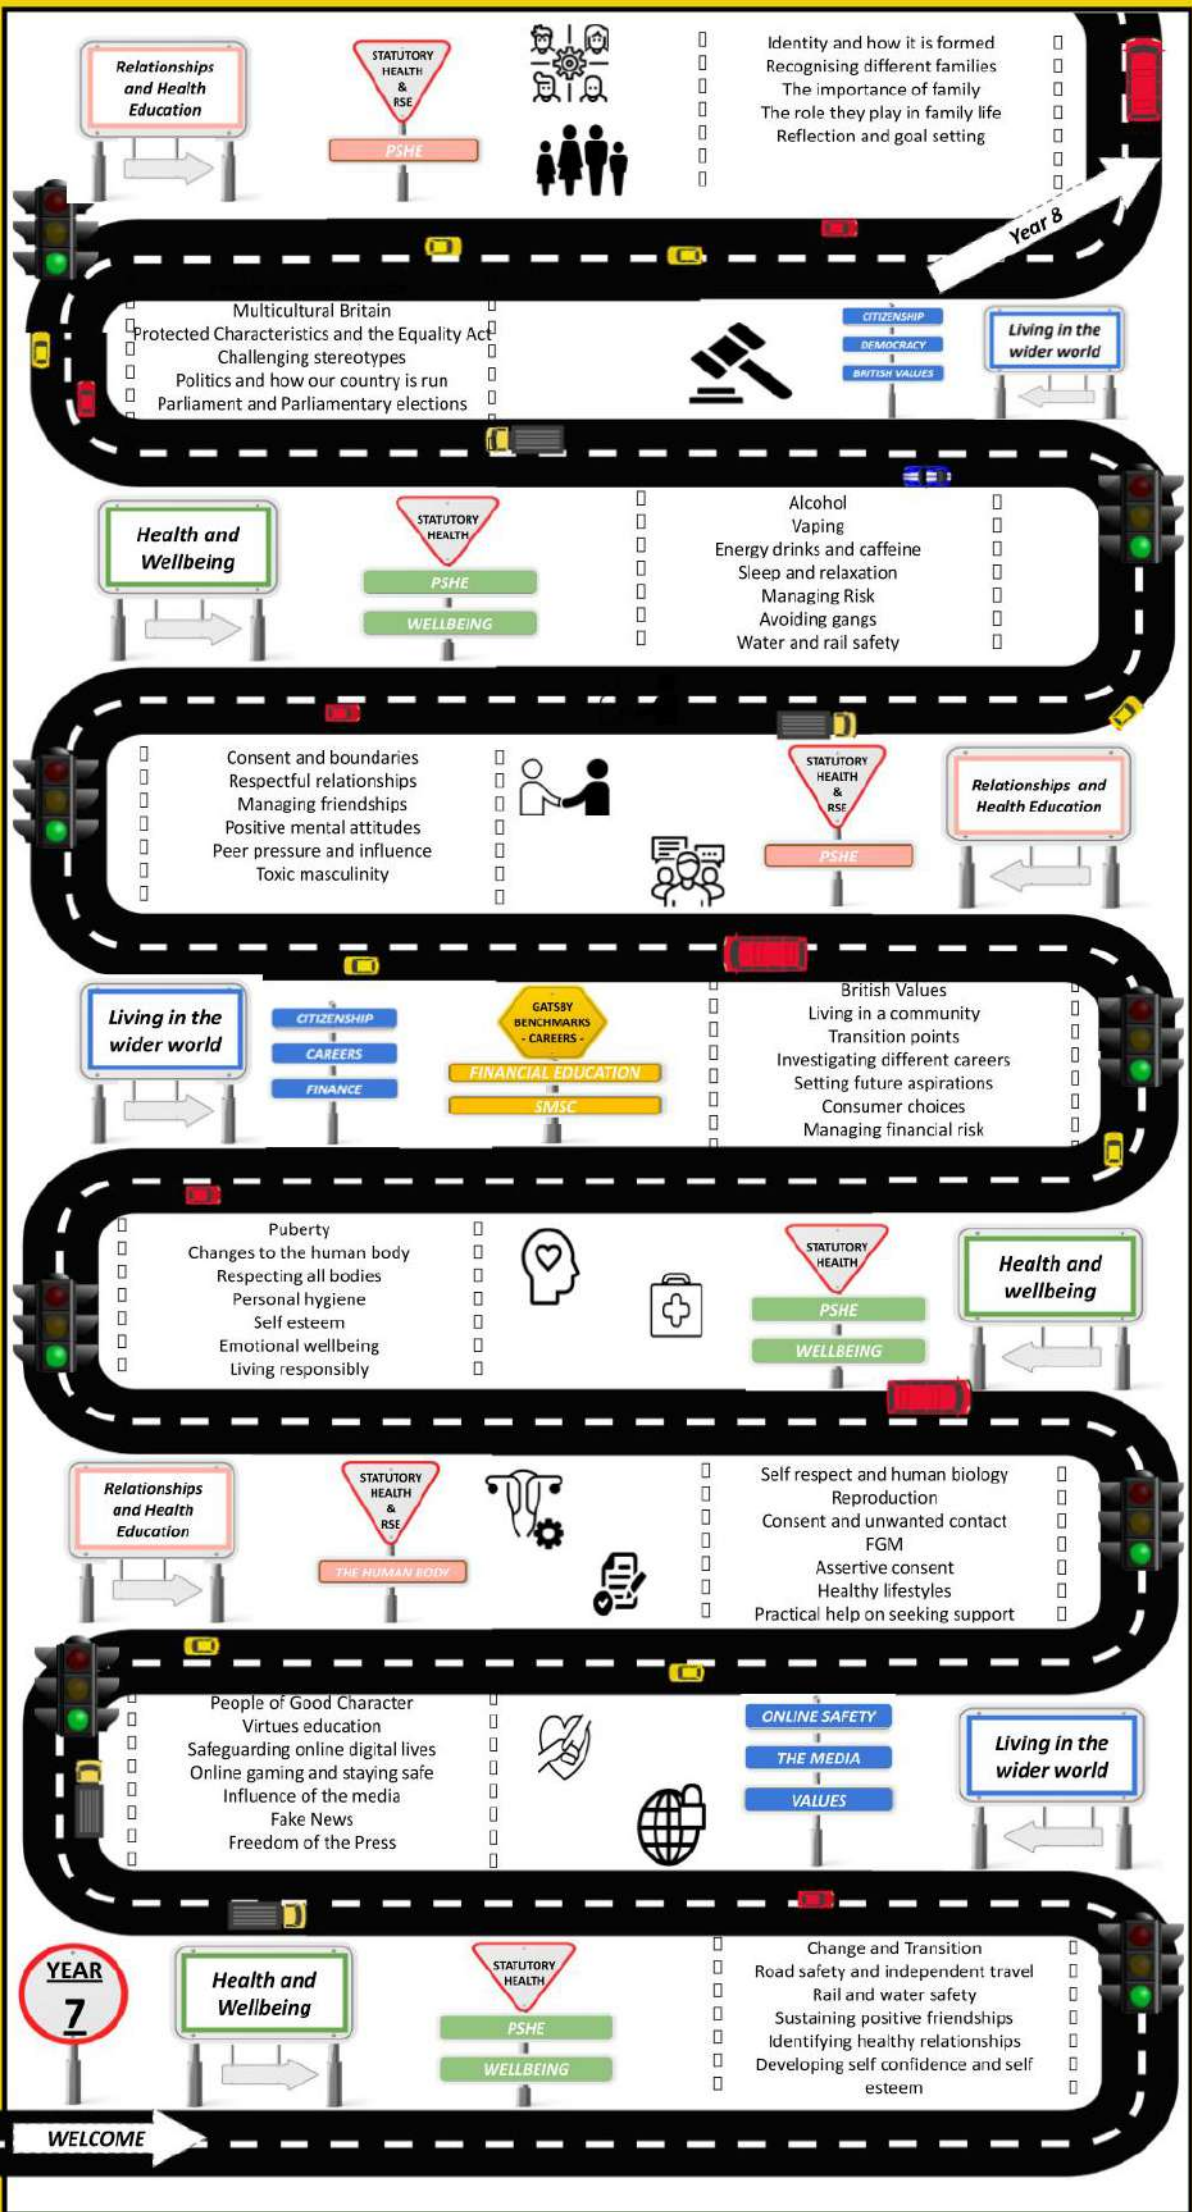 Relationships
and Health
Education
STATUTORY
HEALTH
&
RSE
PSHE
Identity and how it is formed
Recognising different families
The importance of family
The role they play in family life
Reflection and goal setting
Year 8
Multicultural Britain
Protected Characteristics and the Equality Act
Challenging stereotypes
Politics and how our country is run
Parliament and Parliamentary elections
CITIZENSHIP
DEMOCRACY
BRITISH VALUES
Living in the
wider world
Health and
Wellbeing
STATUTORY
HEALTH
PSHE
WELLBEING
Alcohol
Vaping
Energy drinks and caffeine
Sleep and relaxation
Managing Risk
Avoiding gangs
Water and rail safety
Consent and boundaries
Respectful relationships
Managing friendships
Positive mental attitudes
Peer pressure and influence
Toxic masculinity
STATUTORY
HEALTH
&
RSE
PSHE
Relationships and
Health Education
Living in the
wider world
CITIZENSHIP
CAREERS
FINANCE
GATSBY
BENCHMARKS
- CAREERS -
FINANCIAL EDUCATION
SMSC
British Values
Living in a community
Transition points
Investigating different careers
Setting future aspirations
Consumer choices
Managing financial risk
Puberty
Changes to the human body
Respecting all bodies
Personal hygiene
Self esteem
Emotional wellbeing
Living responsibly
STATUTORY
HEALTH
PSHE
WELLBEING
Health and
wellbeing
Relationships
and Health
Education
STATUTORY
HEALTH
&
RSE
THE HUMAN BODY
Self respect and human biology
Reproduction
Consent and unwanted contact
FGM
Assertive consent
Healthy lifestyles
Practical help on seeking support
People of Good Character
Virtues education
Safeguarding online digital lives
Online gaming and staying safe
Influence of the media
Fake News
Freedom of the Press
ONLINE SAFETY
THE MEDIA
VALUES
Living in the
wider world
YEAR
7
Health and
Wellbeing
STATUTORY
HEALTH
PSHE
WELLBEING
Change and Transition
Road safety and independent travel
Rail and water safety
Sustaining positive friendships
Identifying healthy relationships
Developing self confidence and self
esteem
WELCOME